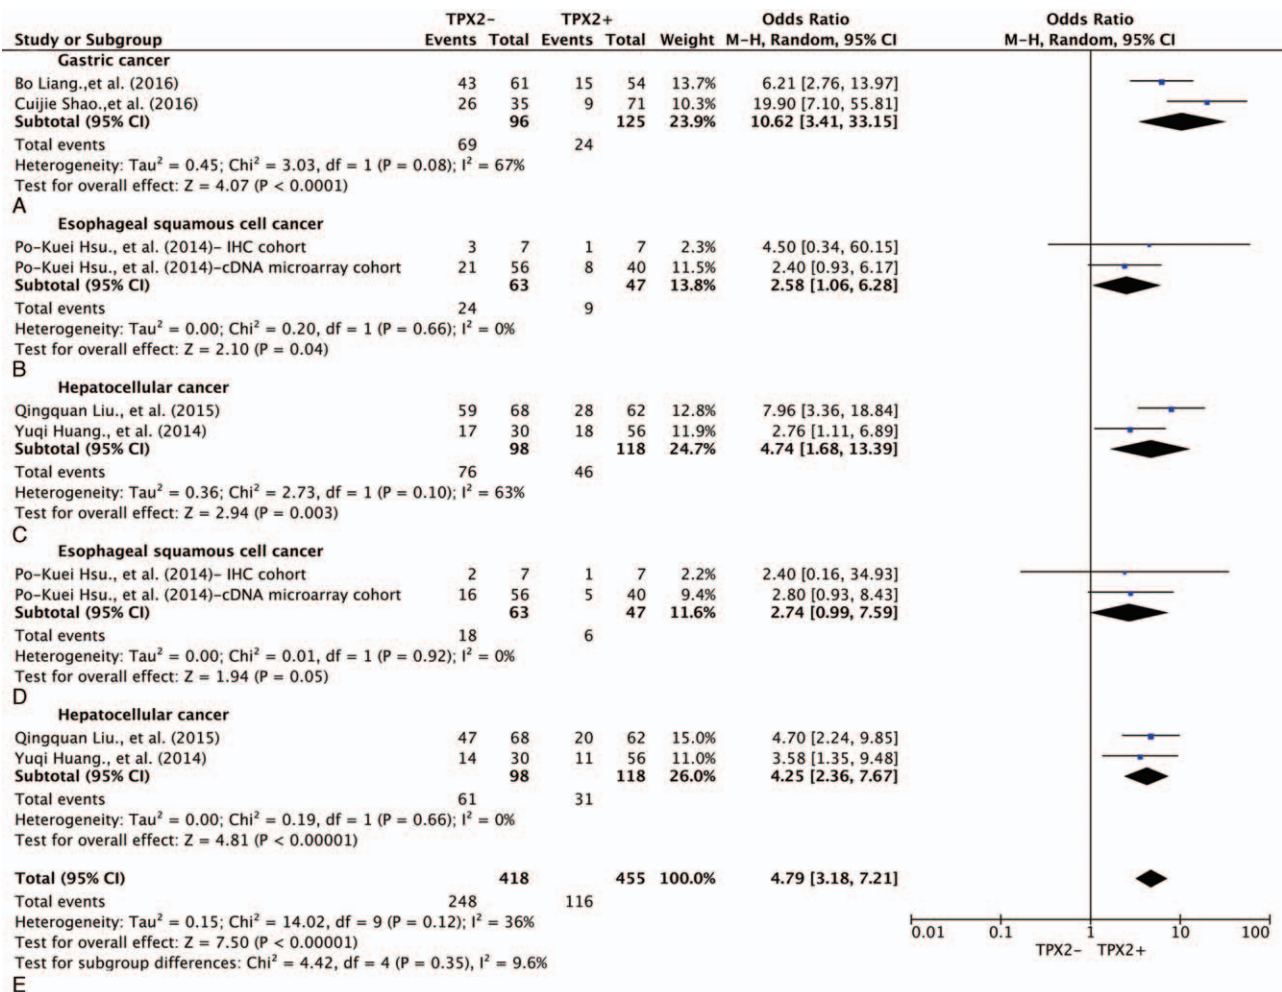 TPX2- TPX2+ Odds Ratio Odds Ratio
Study or Subgroup Events Total Events Total Weight M-H, Random, 95% CI M-H, Random, 95% CI
Gastric cancer
Bo Liang.,et al. (2016) 43 61 15 54 13.7% 6.21 [2.76, 13.97]
Cuijie Shao.,et al. (2016) 26 35 9 71 10.3% 19.90 [7.10, 55.81]
Subtotal (95% CI) 96 125 23.9% 10.62 [3.41, 33.15]
Total events 69 24
Heterogeneity: Tau² = 0.45; Chi² = 3.03, df = 1 (P = 0.08); I² = 67%
Test for overall effect: Z = 4.07 (P < 0.0001)
A
Esophageal squamous cell cancer
Po-Kuei Hsu., et al. (2014)- IHC cohort 3 7 1 7 2.3% 4.50 [0.34, 60.15]
Po-Kuei Hsu., et al. (2014)-cDNA microarray cohort 21 56 8 40 11.5% 2.40 [0.93, 6.17]
Subtotal (95% CI) 63 47 13.8% 2.58 [1.06, 6.28]
Total events 24 9
Heterogeneity: Tau² = 0.00; Chi² = 0.20, df = 1 (P = 0.66); I² = 0%
Test for overall effect: Z = 2.10 (P = 0.04)
B
Hepatocellular cancer
Qingquan Liu., et al. (2015) 59 68 28 62 12.8% 7.96 [3.36, 18.84]
Yuqi Huang., et al. (2014) 17 30 18 56 11.9% 2.76 [1.11, 6.89]
Subtotal (95% CI) 98 118 24.7% 4.74 [1.68, 13.39]
Total events 76 46
Heterogeneity: Tau² = 0.36; Chi² = 2.73, df = 1 (P = 0.10); I² = 63%
Test for overall effect: Z = 2.94 (P = 0.003)
C
Esophageal squamous cell cancer
Po-Kuei Hsu., et al. (2014)- IHC cohort 2 7 1 7 2.2% 2.40 [0.16, 34.93]
Po-Kuei Hsu., et al. (2014)-cDNA microarray cohort 16 56 5 40 9.4% 2.80 [0.93, 8.43]
Subtotal (95% CI) 63 47 11.6% 2.74 [0.99, 7.59]
Total events 18 6
Heterogeneity: Tau² = 0.00; Chi² = 0.01, df = 1 (P = 0.92); I² = 0%
Test for overall effect: Z = 1.94 (P = 0.05)
D
Hepatocellular cancer
Qingquan Liu., et al. (2015) 47 68 20 62 15.0% 4.70 [2.24, 9.85]
Yuqi Huang., et al. (2014) 14 30 11 56 11.0% 3.58 [1.35, 9.48]
Subtotal (95% CI) 98 118 26.0% 4.25 [2.36, 7.67]
Total events 61 31
Heterogeneity: Tau² = 0.00; Chi² = 0.19, df = 1 (P = 0.66); I² = 0%
Test for overall effect: Z = 4.81 (P < 0.00001)
Total (95% CI) 418 455 100.0% 4.79 [3.18, 7.21]
Total events 248 116
Heterogeneity: Tau² = 0.15; Chi² = 14.02, df = 9 (P = 0.12); I² = 36%
Test for overall effect: Z = 7.50 (P < 0.00001)
Test for subgroup differences: Chi² = 4.42, df = 4 (P = 0.35), I² = 9.6%
0.01 0.1 1 10 100
TPX2- TPX2+
E